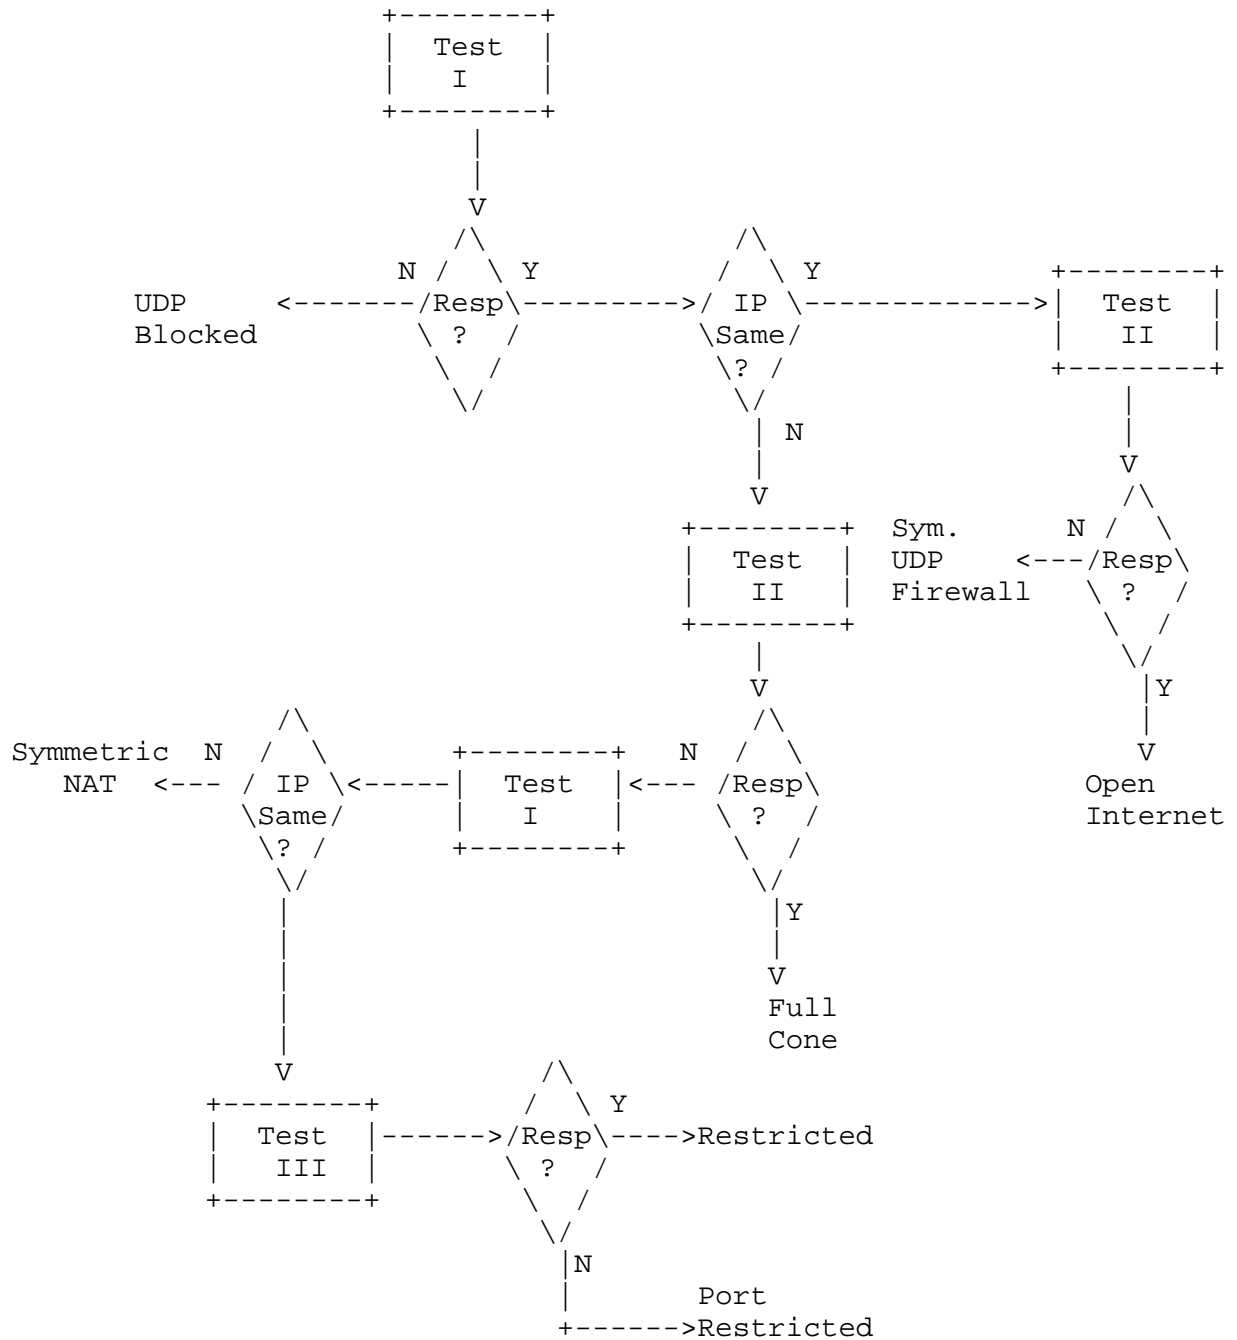 +--------+
|  Test  |
|   I    |
+--------+
     |
     |
     V
    /\              /\
 N /  \ Y          /  \ Y             +--------+
UDP     <-------/Resp\--------->/ IP \------------->|  Test  |
Blocked         \ ?  /          \Same/              |   II   |
                 \  /            \? /               +--------+
                  \/              \/                    |
                                  | N                   |
                                  |                     V
                                  V                     /\
                              +--------+  Sym.      N  /  \
                              |  Test  |  UDP    <---/Resp\
                              |   II   |  Firewall   \ ?  /
                              +--------+              \  /
                                  |                    \/
                                  V                     |Y
                 /\               /\                    |
Symmetric  N    /  \   +--------+  N  /  \              V
   NAT  <--- / IP \<-----|  Test  |<--- /Resp\          Open
             \Same/      |   I    |     \ ?  /          Internet
              \? /       +--------+      \  /
               \/                         \/
               |                          |Y
               |                          |
               |                          V
               |                          Full
               |                          Cone
               V                /\
          +--------+           /  \ Y
          |  Test  |------>/Resp\---->Restricted
          |   III  |       \ ?  /
          +--------+        \  /
                             \/
                             |N
                             |       Port
                             +------>Restricted